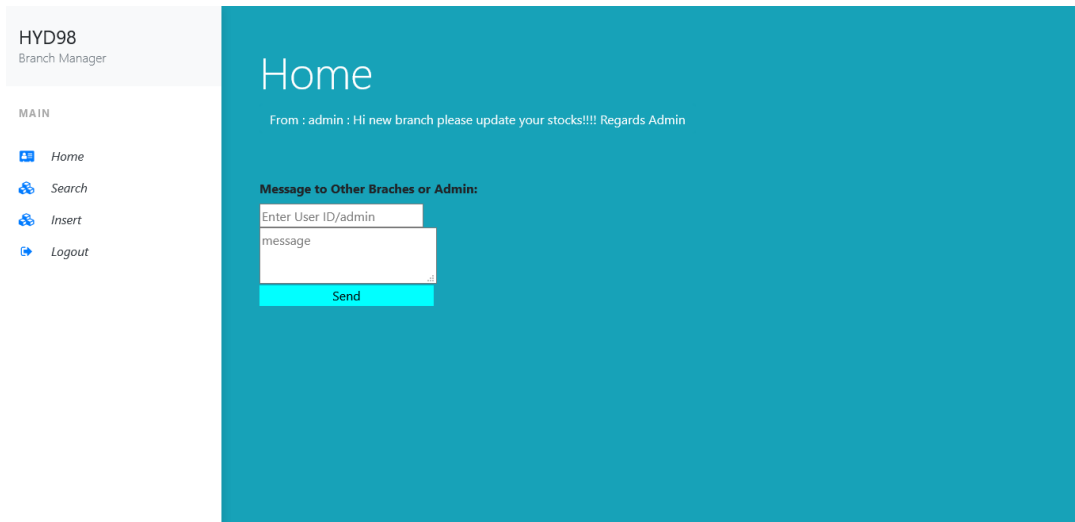 HYD98
Branch Manager
MAIN
Home
Search
Insert
Logout
Home
From : admin : Hi new branch please update your stocks!!!! Regards Admin
Message to Other Braches or Admin:
Enter User ID/admin
message
Send